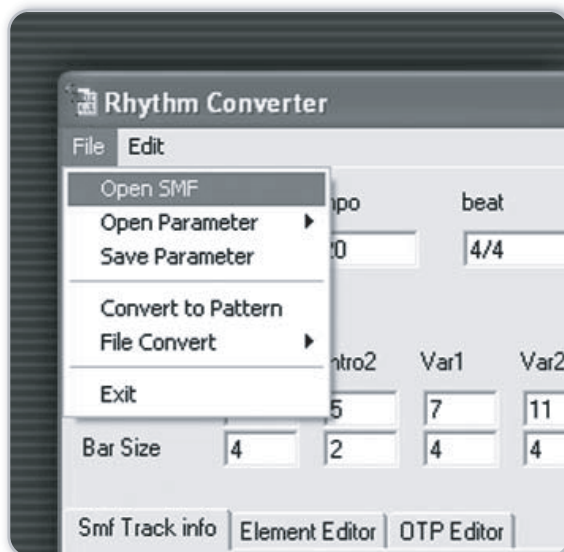 Rhythm Converter
File Edit
Open SMF
Open Parameter
Save Parameter
Convert to Pattern
File Convert
Exit
beat
4/4
Var1 Var2
5 7 11
Bar Size 4 2 4 4
Smf Track info Element Editor OTP Editor